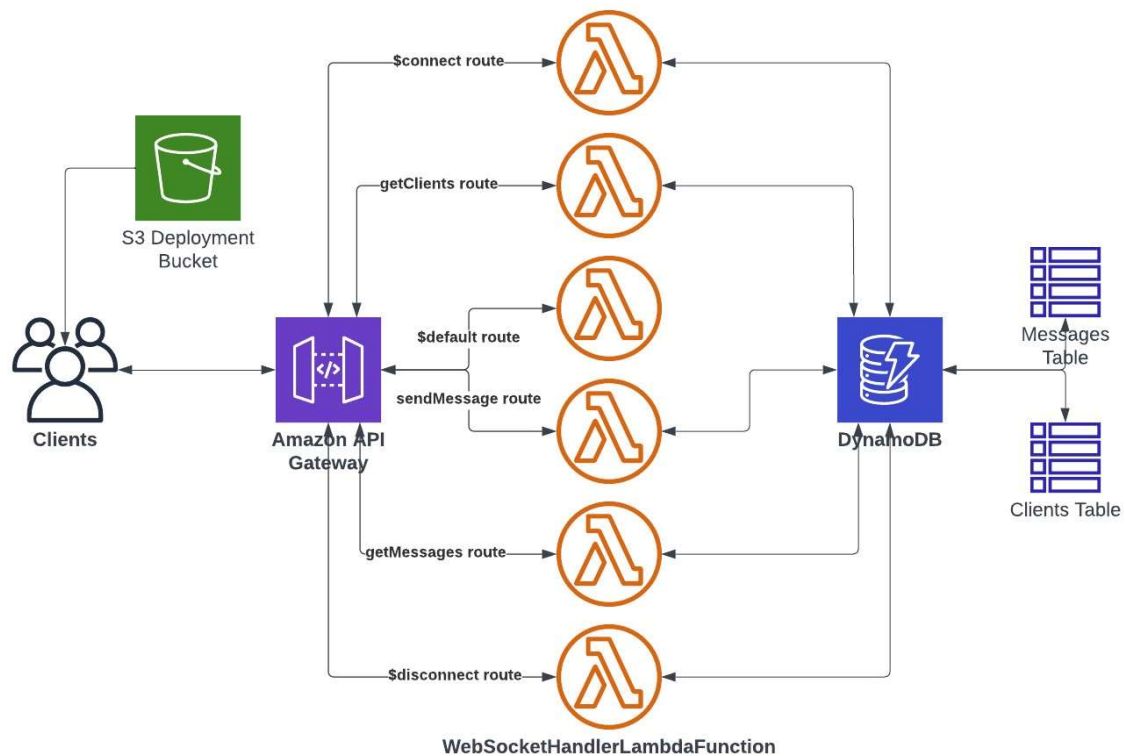 $connect route
getClients route
S3 Deployment
Bucket
$default route
sendMessage route
Clients
Amazon API
Gateway
DynamoDB
Messages
Table
Clients Table
getMessages route
$disconnect route
WebSocketHandlerLambdaFunction